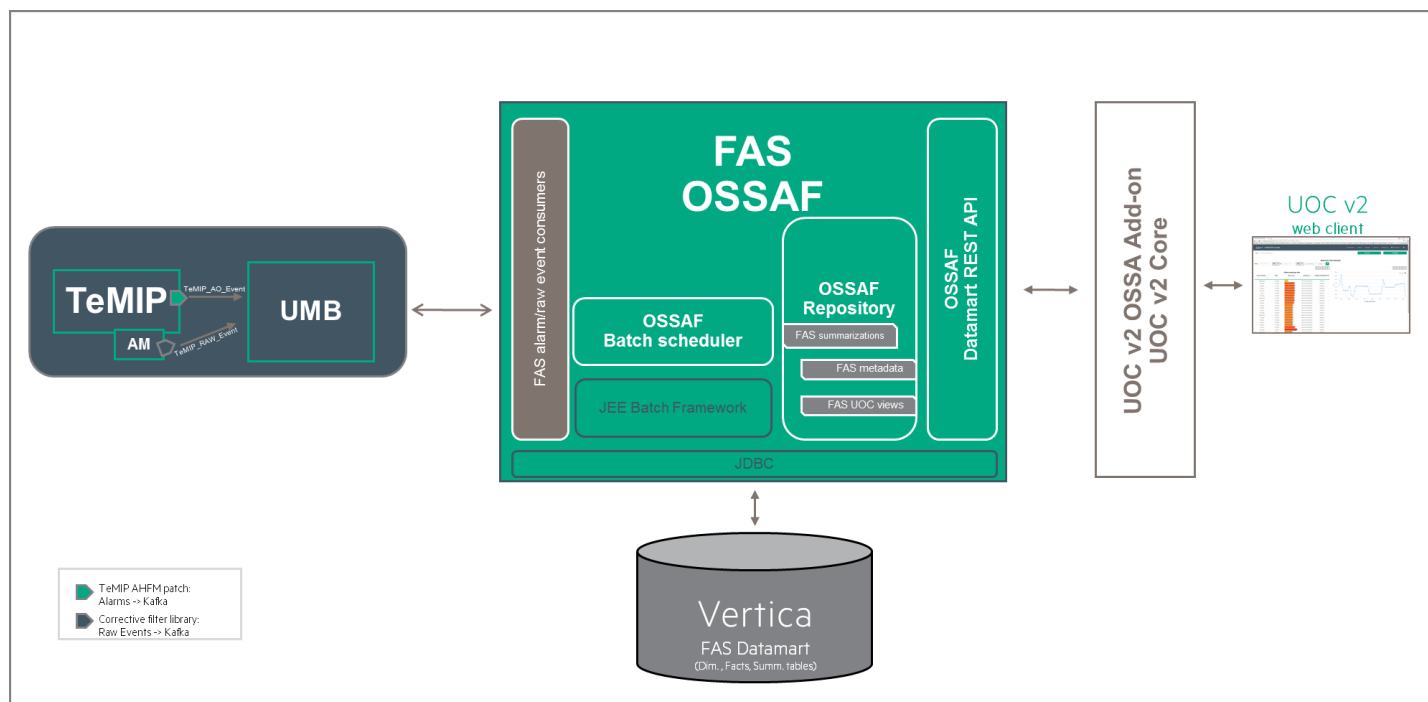 FAS
OSSAF
FAS alarm/raw event consumers
OSSAF
Datamart REST API
UOC v2 OSSA Add-on
UOC v2 Core
UOC v2
web client
TeMIP
TeMIP_AO_Event
UMB
AM
TeMIP_RAW_Event
OSSAF
Batch scheduler
OSSAF
Repository
FAS summarizations
FAS metadata
FAS UOC views
JEE Batch Framework
JDBC
Vertica
FAS Datamart
(Dim. , Facts, Summ. tables)
TeMIP AHFM patch:
Alarms -> Kafka
Corrective filter library:
Raw Events -> Kafka